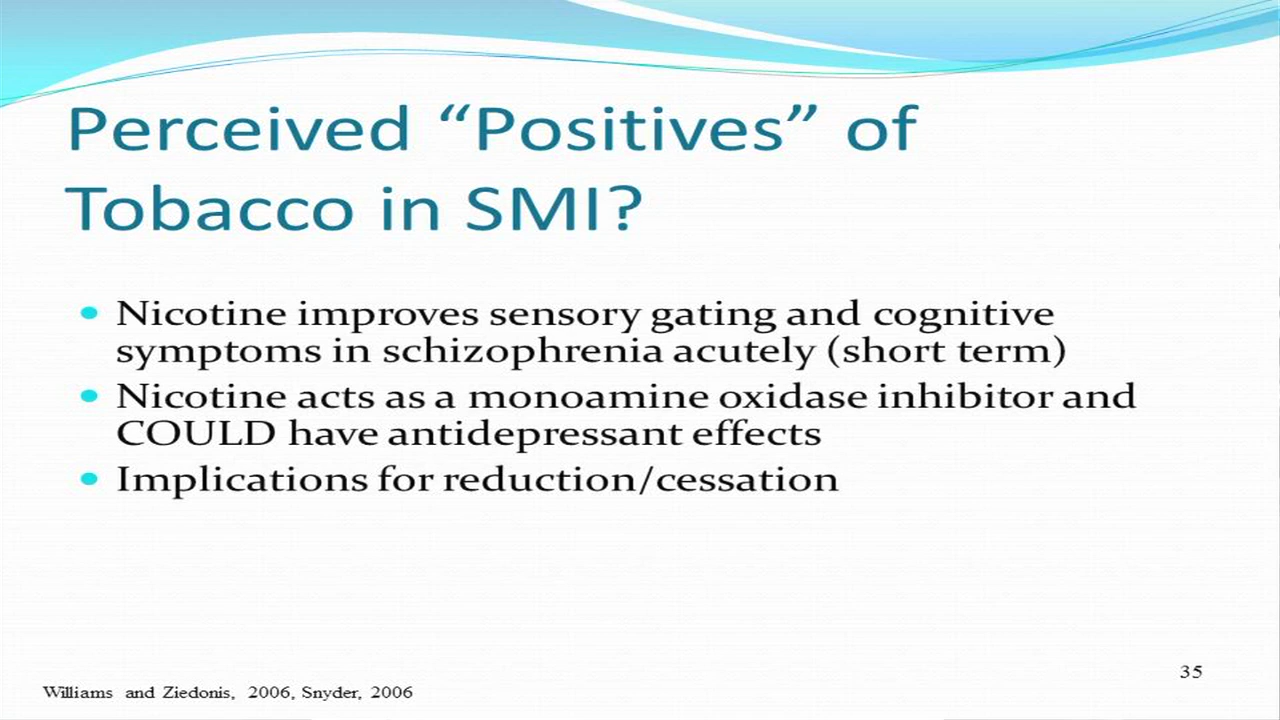 Perceived “Positives” of
Tobacco in SMI?
• Nicotine improves sensory gating and cognitive
symptoms in schizophrenia acutely (short term)
• Nicotine acts as a monoamine oxidase inhibitor and
COULD have antidepressant effects
• Implications for reduction/cessation
35
Williams and Ziedonis, 2006, Snyder, 2006